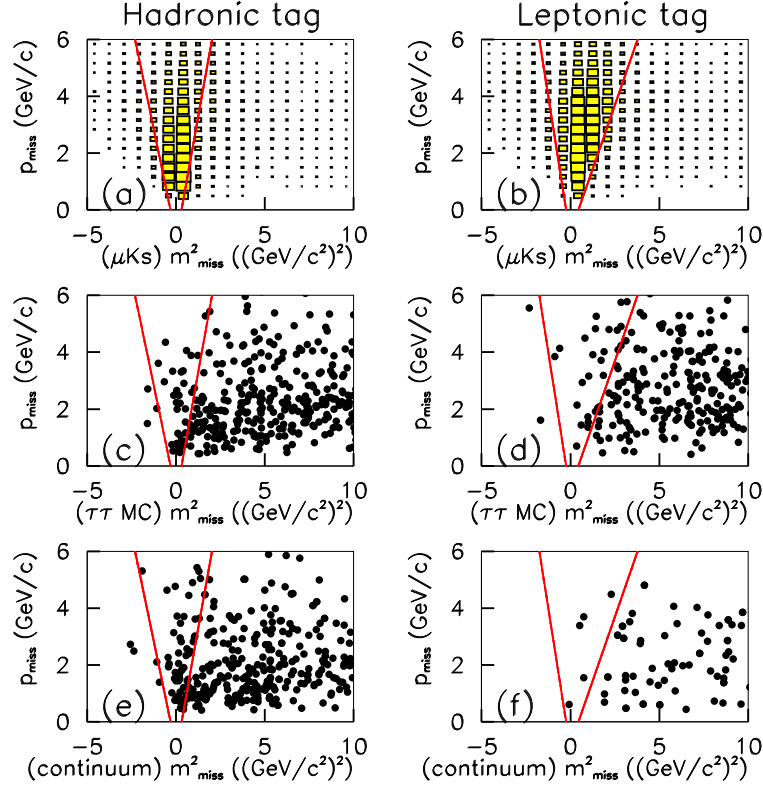 Hadronic tag Leptonic tag
6 6
4 4
2 2
0 0
p_miss (GeV/c) p_miss (GeV/c)
(a) (b)
−5 0 5 10 −5 0 5 10
(μKs) m²_miss ((GeV/c²)²) (μKs) m²_miss ((GeV/c²)²)
6 6
4 4
2 2
0 0
p_miss (GeV/c) p_miss (GeV/c)
(c) (d)
−5 0 5 10 −5 0 5 10
(ττ MC) m²_miss ((GeV/c²)²) (ττ MC) m²_miss ((GeV/c²)²)
6 6
4 4
2 2
0 0
p_miss (GeV/c) p_miss (GeV/c)
(e) (f)
−5 0 5 10 −5 0 5 10
(continuum) m²_miss ((GeV/c²)²) (continuum) m²_miss ((GeV/c²)²)